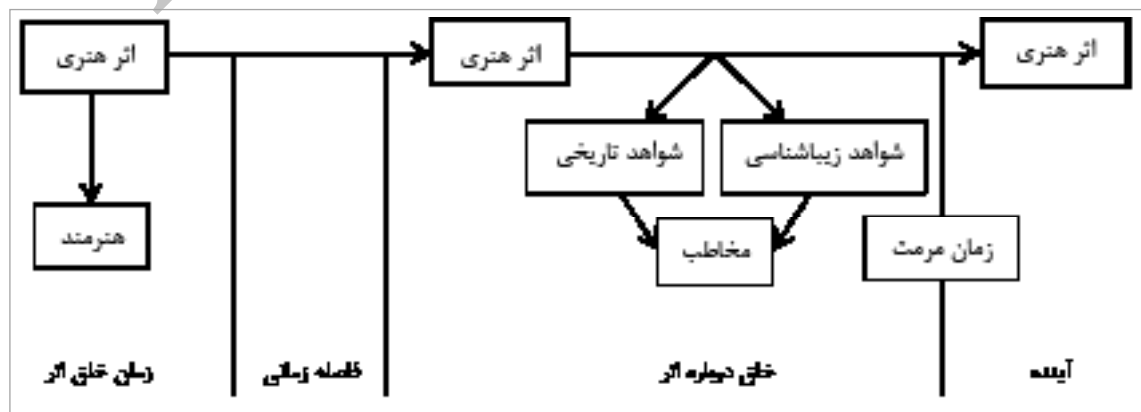 اثر هنری
اثر هنری
اثر هنری
شواهد تاریخی
شواهد زیباشناسی
هنرمند
مخاطب
زمان مرمت
زمان خلق اثر
فاصله زمانی
خلق دوباره اثر
آینده